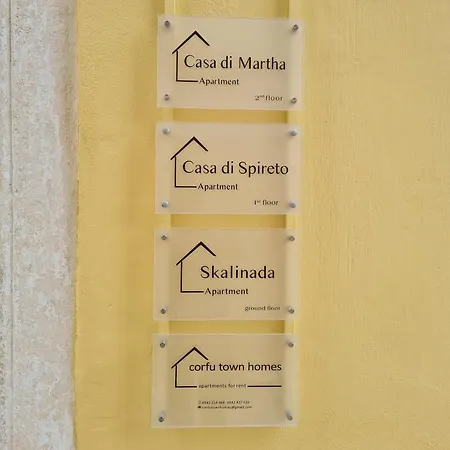 Casa di Martha
Apartment
2nd floor
Casa di Spireto
Apartment
1st floor
Skalinada
Apartment
ground floor
corfu town homes
apartments for rent